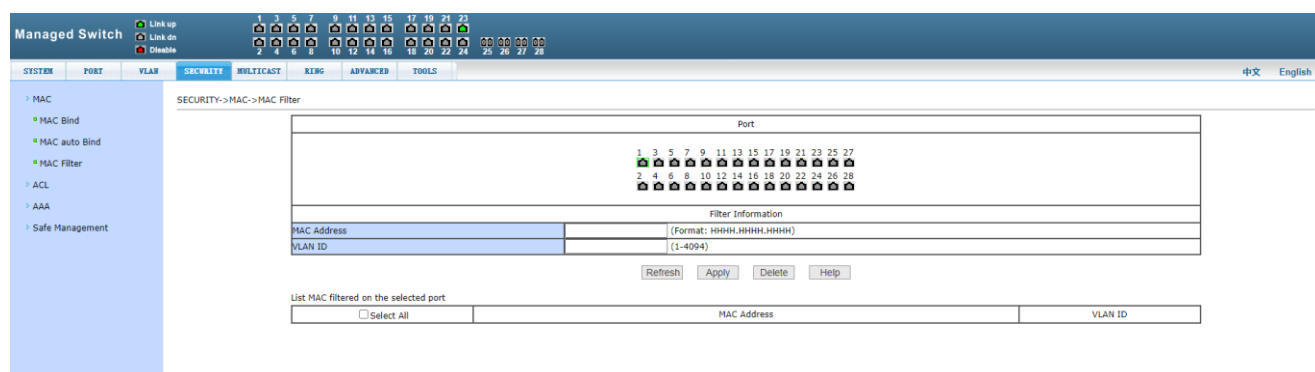 Managed Switch
Link up
Link dn
Disable
1 3 5 7 9 11 13 15 17 19 21 23
2 4 6 8 10 12 14 16 18 20 22 24 25 26 27 28
SYSTEM PORT VLAN SECURITY MULTICAST RING ADVANCED TOOLS 中文 English
MAC
MAC Bind
MAC auto Bind
MAC Filter
ACL
AAA
Safe Management
SECURITY->MAC->MAC Filter
Port
1 3 5 7 9 11 13 15 17 19 21 23 25 27
2 4 6 8 10 12 14 16 18 20 22 24 26 28
Filter Information
MAC Address (Format: HHHH.HHHH.HHHH)
VLAN ID (1-4094)
Refresh Apply Delete Help
List MAC filtered on the selected port
Select All MAC Address VLAN ID